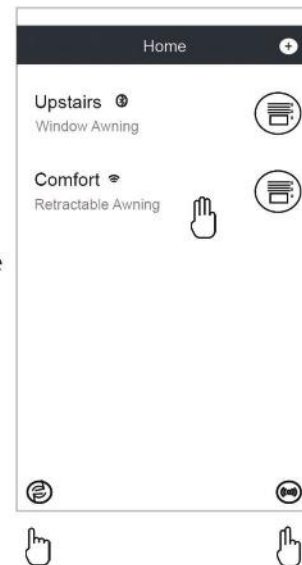 Home
Upstairs
Window Awning
Comfort
Retractable Awning